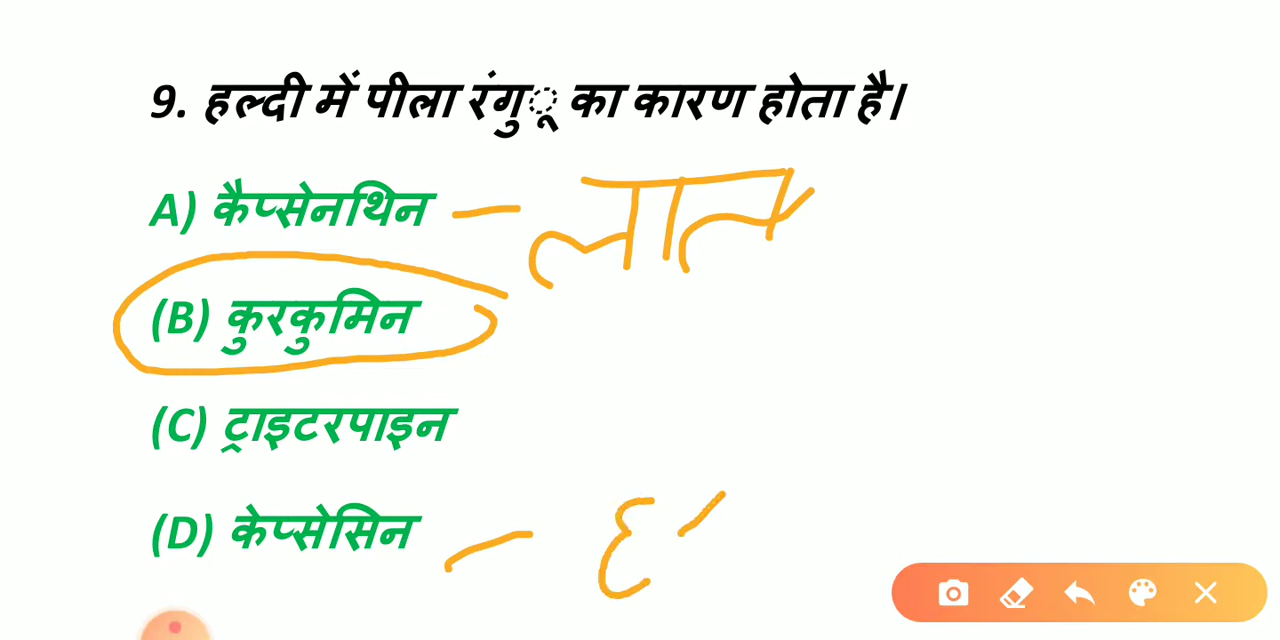 9. हल्दी में पीला रंगुू का कारण होता है।
A) कैप्सेनथिन – लाल
(B) कुरकुमिन
(C) ट्राइटरपाइन
(D) केप्सेसिन –